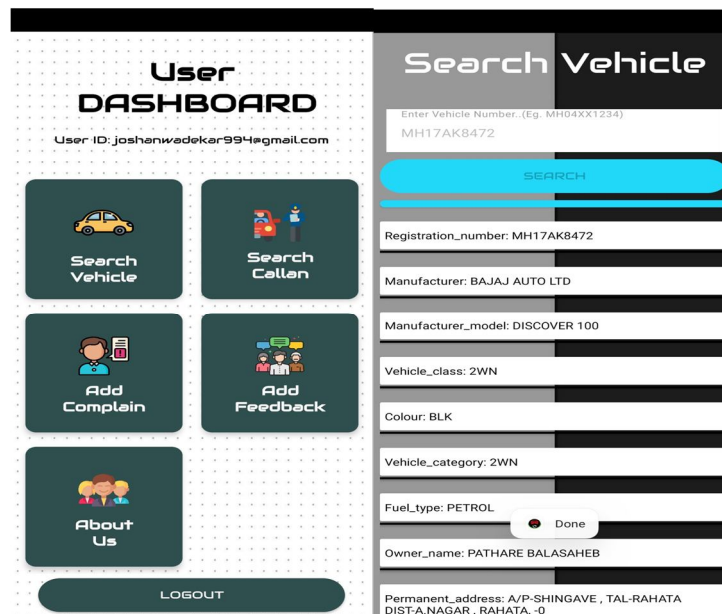 User
DASHBOARD
User ID: joshanwadekar994@gmail.com
Search
Vehicle
Search
Callan
Add
Complain
Add
Feedback
About
Us
LOGOUT
Search Vehicle
Enter Vehicle Number..(Eg. MH04XX1234)
MH17AK8472
SEARCH
Registration_number: MH17AK8472
Manufacturer: BAJAJ AUTO LTD
Manufacturer_model: DISCOVER 100
Vehicle_class: 2WN
Colour: BLK
Vehicle_category: 2WN
Fuel_type: PETROL
Done
Owner_name: PATHARE BALASAHEB
Permanent_address: A/P-SHINGAVE , TAL-RAHATA
DIST-A.NAGAR , RAHATA, -0